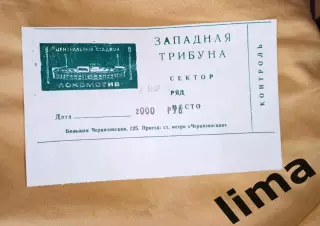 ЦЕНТРАЛЬНЫЙ СТАДИОН
ЛОКОМОТИВ
ЗАПАДНАЯ
ТРИБУНА
СЕКТОР
РЯД
МЕСТО
Дата
2000 РУБ
Большая Черкизовская, 125. Проезд: ст. метро «Черкизовская»
КОНТРОЛЬ
lima